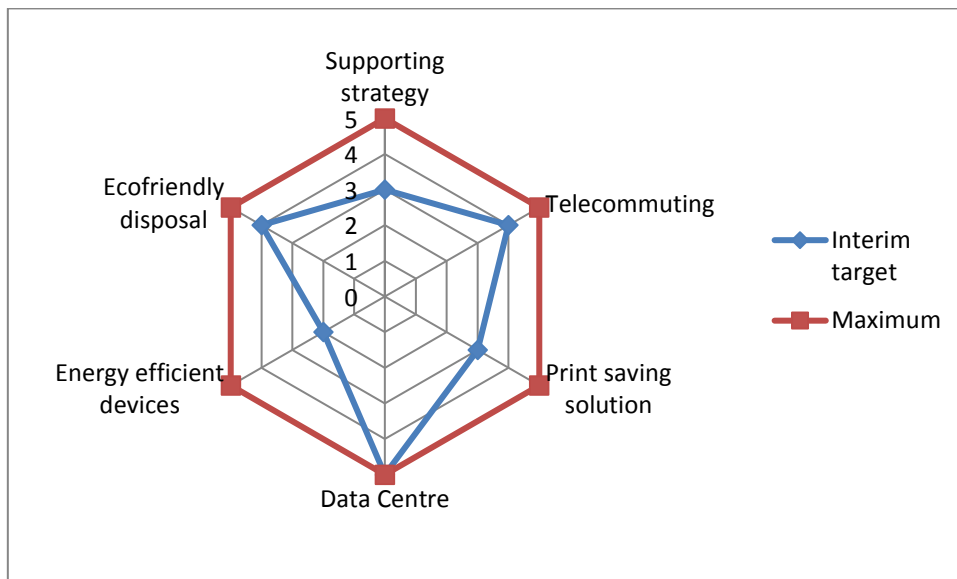 Supporting
strategy
5
4
3
2
1
0
Ecofriendly
disposal
Telecommuting
Interim
target
Maximum
Energy efficient
devices
Print saving
solution
Data Centre